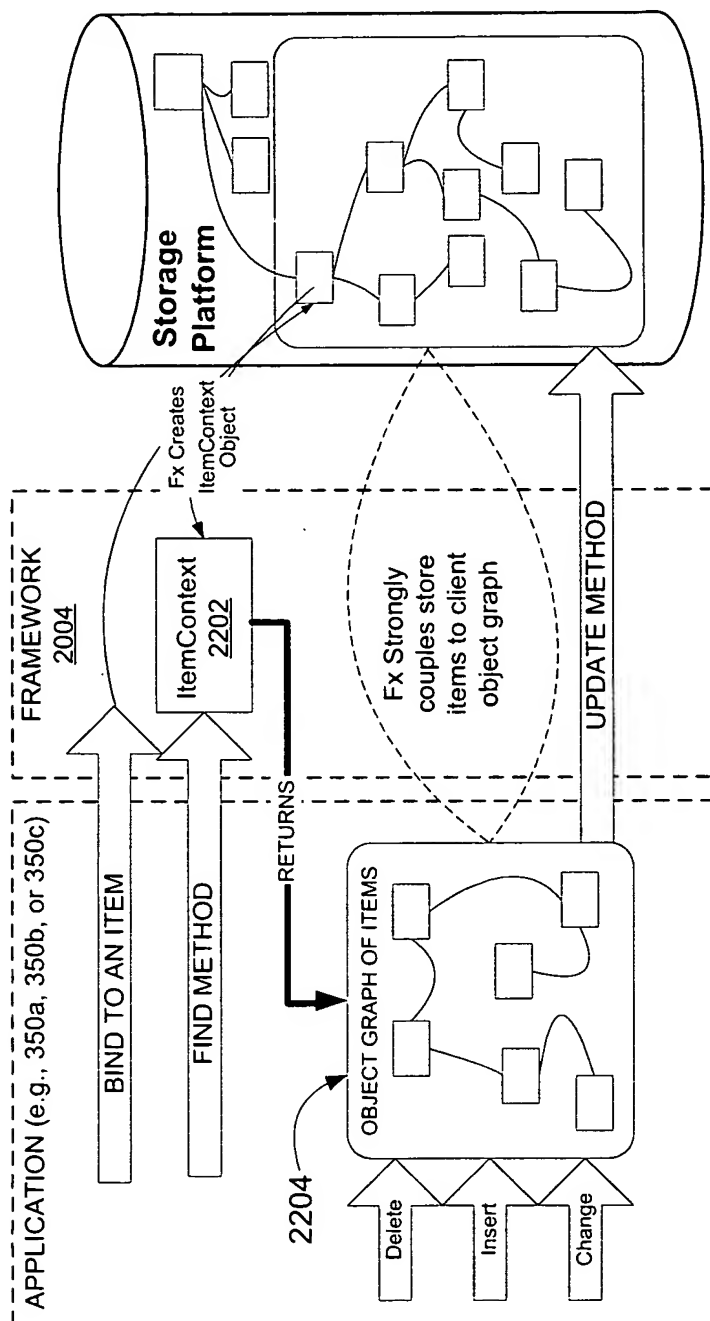 APPLICATION (e.g., 350a, 350b, or 350c)
BIND TO AN ITEM
FIND METHOD
2204
OBJECT GRAPH OF ITEMS
Delete
Insert
Change
RETURNS
FRAMEWORK
2004
ItemContext
2202
Fx Creates
ItemContext
Object
Fx Strongly
couples store
items to client
object graph
UPDATE METHOD
Storage
Platform